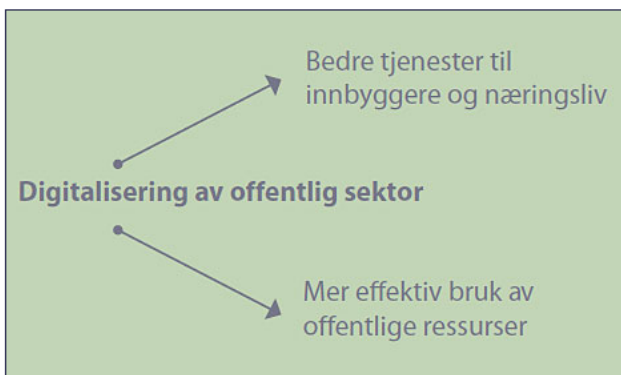 Bedre tjenester til
innbyggere og næringsliv
Digitalisering av offentlig sektor
Mer effektiv bruk av
offentlige ressurser